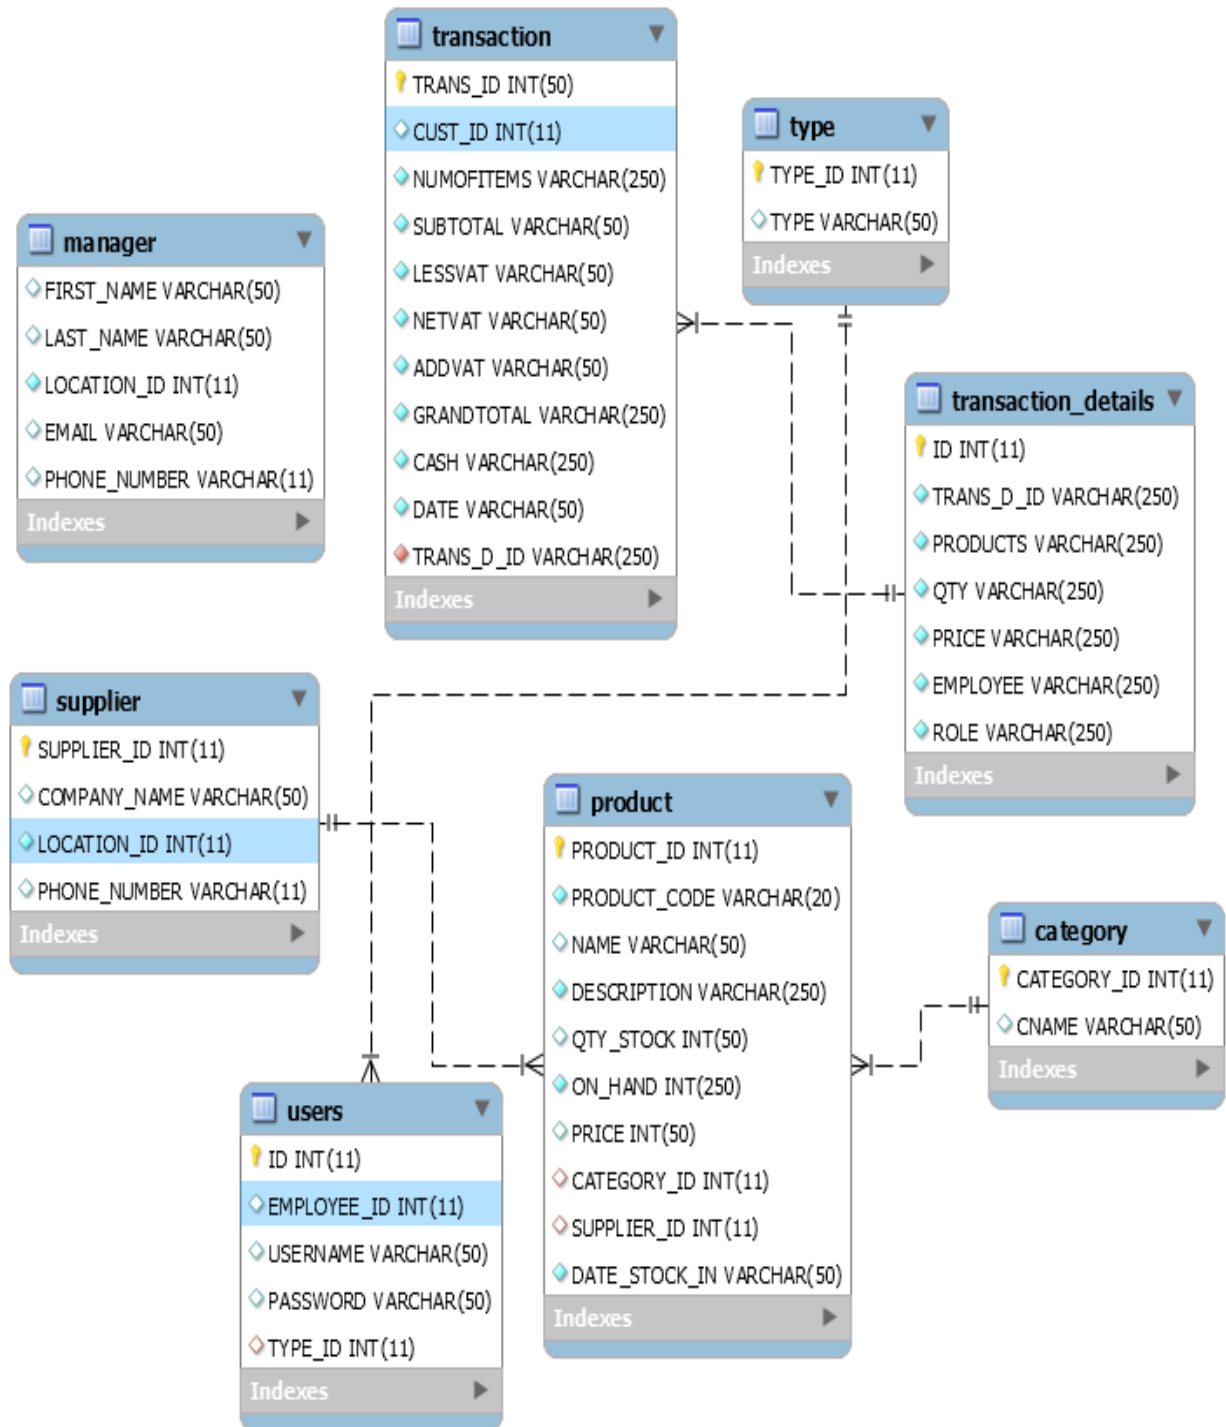 transaction
TRANS_ID INT(50)
CUST_ID INT(11)
NUMOFITEMS VARCHAR(250)
SUBTOTAL VARCHAR(50)
LESSVAT VARCHAR(50)
NETVAT VARCHAR(50)
ADDVAT VARCHAR(50)
GRANDTOTAL VARCHAR(250)
CASH VARCHAR(250)
DATE VARCHAR(50)
TRANS_D_ID VARCHAR(250)
Indexes
type
TYPE_ID INT(11)
TYPE VARCHAR(50)
Indexes
manager
FIRST_NAME VARCHAR(50)
LAST_NAME VARCHAR(50)
LOCATION_ID INT(11)
EMAIL VARCHAR(50)
PHONE_NUMBER VARCHAR(11)
Indexes
transaction_details
ID INT(11)
TRANS_D_ID VARCHAR(250)
PRODUCTS VARCHAR(250)
QTY VARCHAR(250)
PRICE VARCHAR(250)
EMPLOYEE VARCHAR(250)
ROLE VARCHAR(250)
Indexes
supplier
SUPPLIER_ID INT(11)
COMPANY_NAME VARCHAR(50)
LOCATION_ID INT(11)
PHONE_NUMBER VARCHAR(11)
Indexes
product
PRODUCT_ID INT(11)
PRODUCT_CODE VARCHAR(20)
NAME VARCHAR(50)
DESCRIPTION VARCHAR(250)
QTY_STOCK INT(50)
ON_HAND INT(250)
PRICE INT(50)
CATEGORY_ID INT(11)
SUPPLIER_ID INT(11)
DATE_STOCK_IN VARCHAR(50)
Indexes
category
CATEGORY_ID INT(11)
CNAME VARCHAR(50)
Indexes
users
ID INT(11)
EMPLOYEE_ID INT(11)
USERNAME VARCHAR(50)
PASSWORD VARCHAR(50)
TYPE_ID INT(11)
Indexes